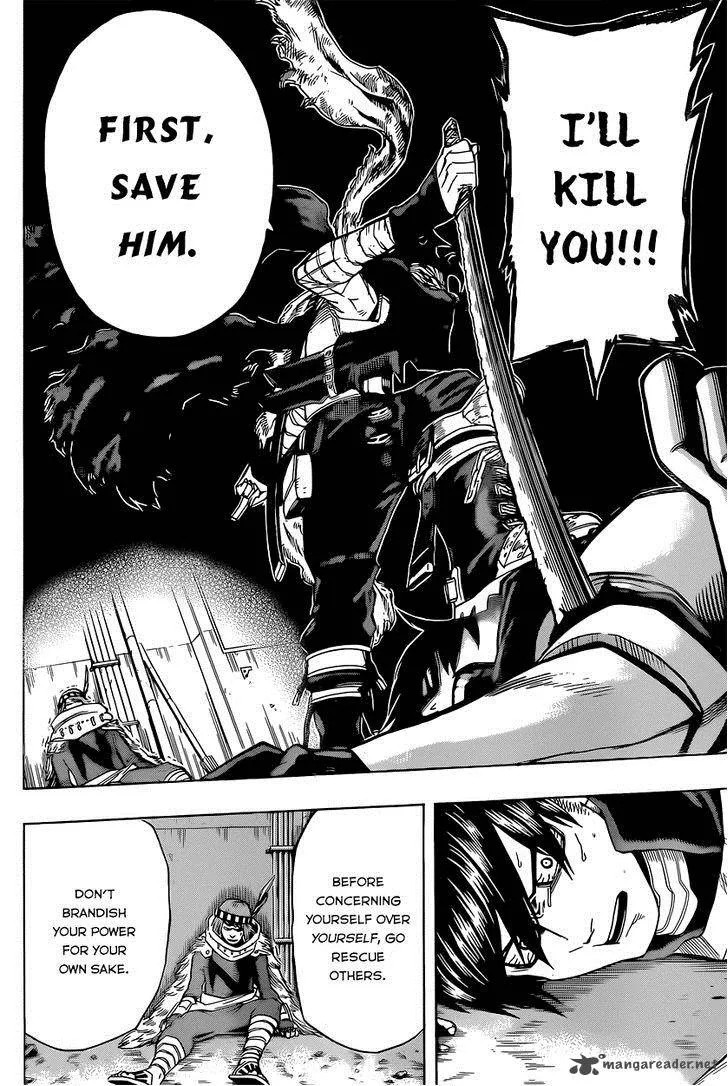 I'LL
KILL
YOU!!!
FIRST,
SAVE
HIM.
BEFORE
CONCERNING
YOURSELF OVER
YOURSELF, GO
RESCUE
OTHERS.
DON'T
BRANDISH
YOUR POWER
FOR YOUR
OWN SAKE.
N
mangareader.net